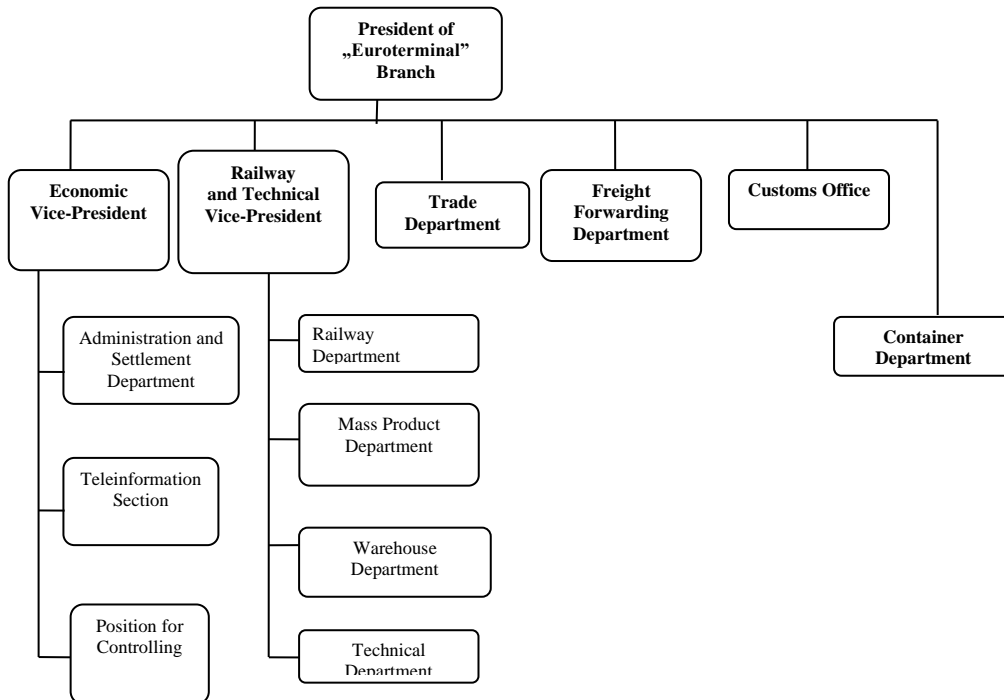 President of
„Euroterminal”
Branch
Economic
Vice-President
Railway
and Technical
Vice-President
Trade
Department
Freight
Forwarding
Department
Customs Office
Container
Department
Administration and
Settlement
Department
Teleinformation
Section
Position for
Controlling
Railway
Department
Mass Product
Department
Warehouse
Department
Technical
Department